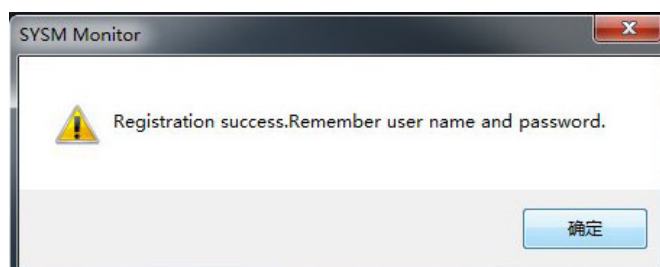 SYSM Monitor
Registration success.Remember user name and password.
确定